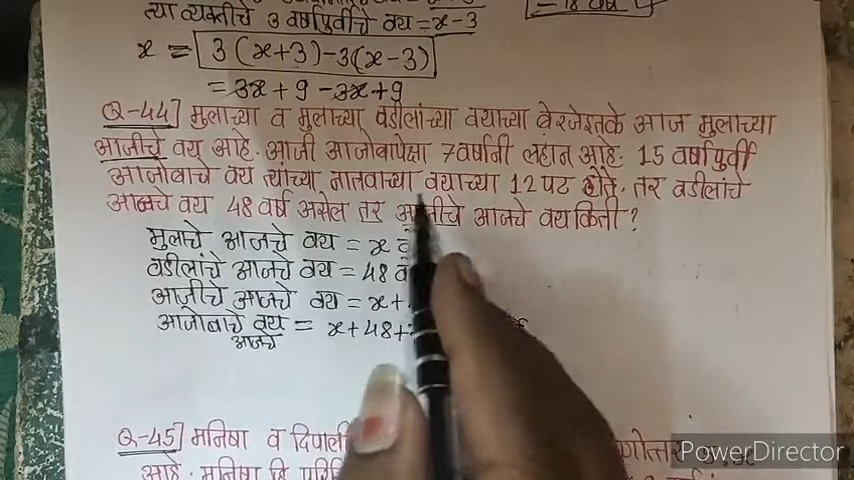 त्या व्यक्तीचे 3 वर्षापुर्वीचे वय = x-3
x = 3(x+3)-3(x-3)
= 3x+9-3x+9
Q-44] मुलाच्या व मुलाच्या वडीलांच्या वयाच्या बेरजेइतके आज मुलाच्या
आजीचे वय आहे. आजी आजोबापेक्षा 7 वर्षांनी लहान आहे. 15 वर्षापुर्वी
आजोबाचे वय त्याच्या नातवाच्या वयाच्या 12 पट होते. तर वडीलांचे
आजचे वय 48 वर्ष असेल तर आजीचे आजचे वय किती?
मुलाचे आजचे वय = x
वडीलांचे आजचे वय = 48
आजीचे आजचे वय = x+
आजोबाचे वय = x+48+
आजचे
Q-45] मनिषा व दिपाली
आहे. मनिषा हि
PowerDirector